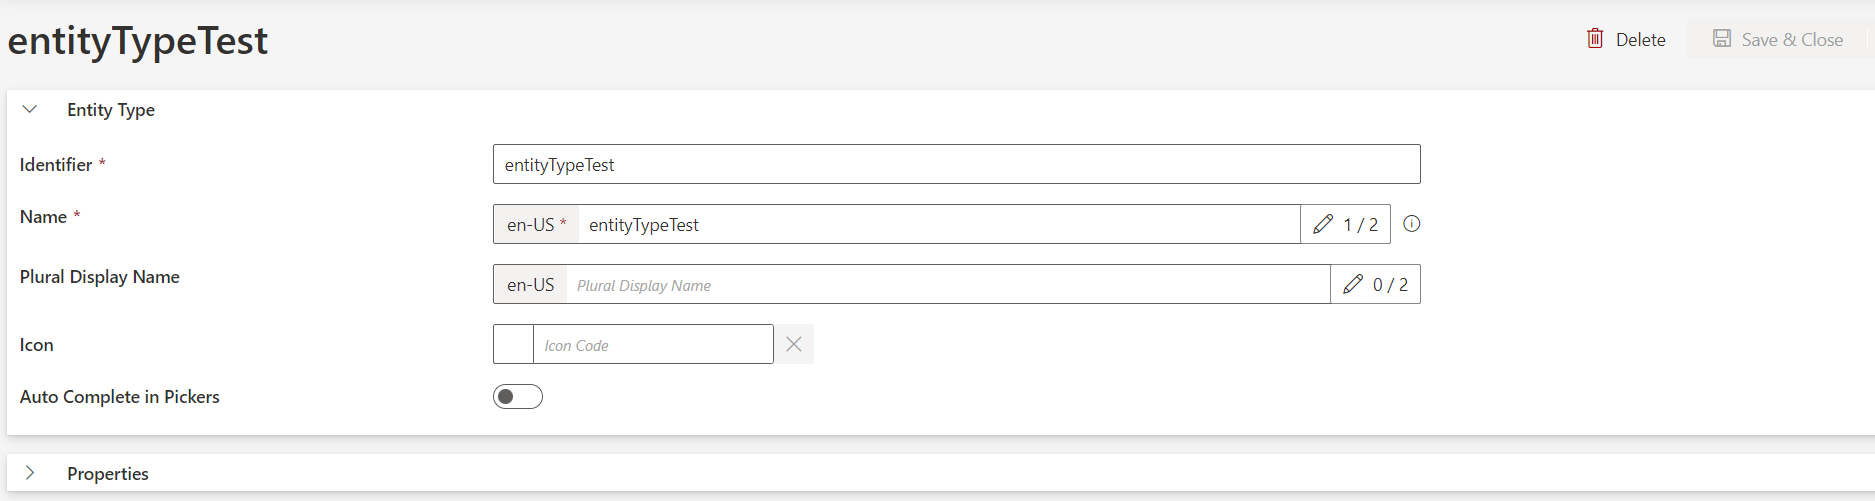 entityTypeTest
Delete
Save & Close
Entity Type
Identifier *
entityTypeTest
Name *
en-US * entityTypeTest 1 / 2
Plural Display Name
en-US Plural Display Name 0 / 2
Icon
Icon Code
Auto Complete in Pickers
Properties